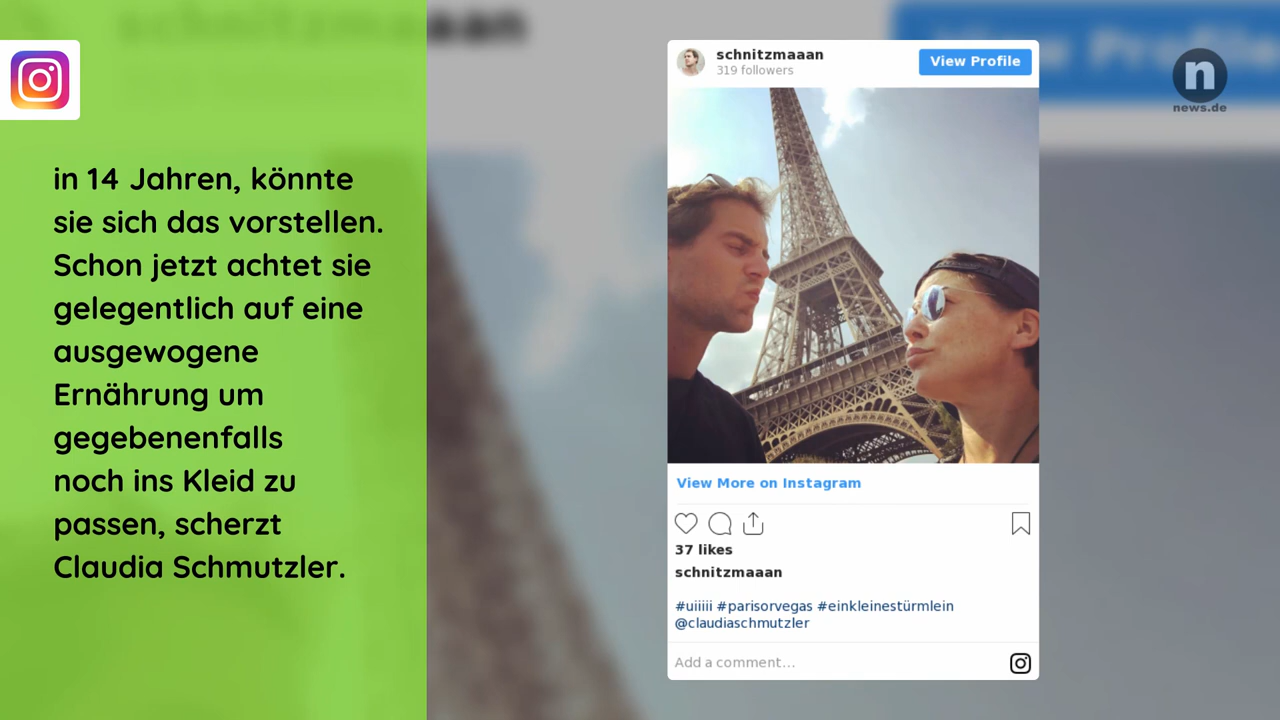 in 14 Jahren, könnte
sie sich das vorstellen.
Schon jetzt achtet sie
gelegentlich auf eine
ausgewogene
Ernährung um
gegebenenfalls
noch ins Kleid zu
passen, scherzt
Claudia Schmutzler.
schnitzmaaan
319 followers
View Profile
View More on Instagram
37 likes
schnitzmaaan
#uiiiii #parisorvegas #einkleinestürmlein
@claudiaschmutzler
Add a comment...
n
news.de